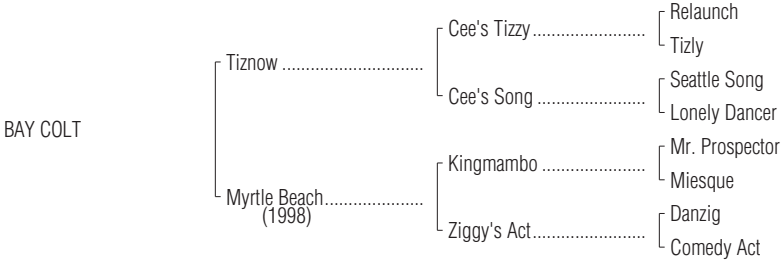 Relaunch
Cee's Tizzy........................
Tizly
Tiznow ..............................
Seattle Song
Cee's Song .......................
Lonely Dancer
BAY COLT
Mr. Prospector
Kingmambo ......................
Miesque
Myrtle Beach.....................
(1998)
Danzig
Ziggy's Act........................
Comedy Act